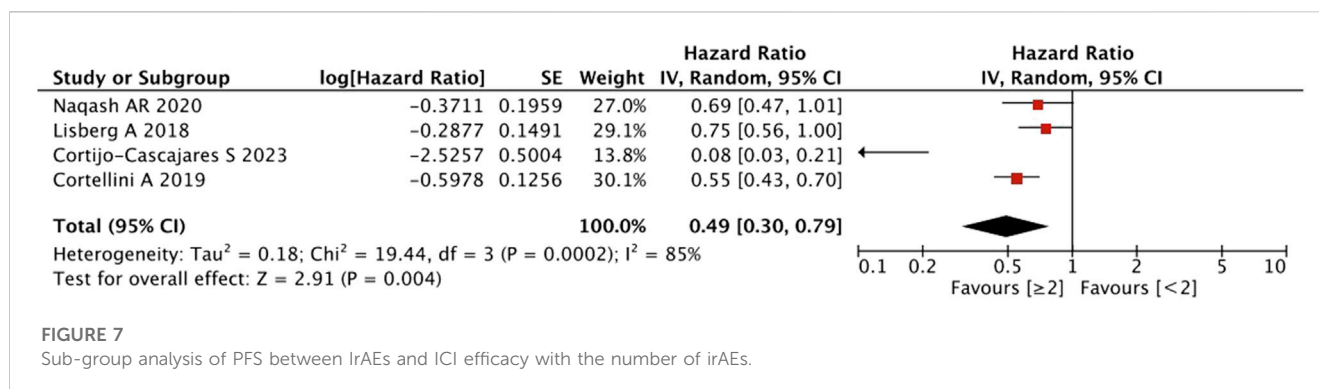 Hazard Ratio Hazard Ratio
Study or Subgroup log[Hazard Ratio] SE Weight IV, Random, 95% CI IV, Random, 95% CI
Naqash AR 2020 −0.3711 0.1959 27.0% 0.69 [0.47, 1.01]
Lisberg A 2018 −0.2877 0.1491 29.1% 0.75 [0.56, 1.00]
Cortijo–Cascajares S 2023 −2.5257 0.5004 13.8% 0.08 [0.03, 0.21]
Cortellini A 2019 −0.5978 0.1256 30.1% 0.55 [0.43, 0.70]
Total (95% CI) 100.0% 0.49 [0.30, 0.79]
Heterogeneity: Tau² = 0.18; Chi² = 19.44, df = 3 (P = 0.0002); I² = 85%
Test for overall effect: Z = 2.91 (P = 0.004)
0.1 0.2 0.5 1 2 5 10
Favours [≥2] Favours [<2]
FIGURE 7
Sub-group analysis of PFS between IrAEs and ICI efficacy with the number of irAEs.